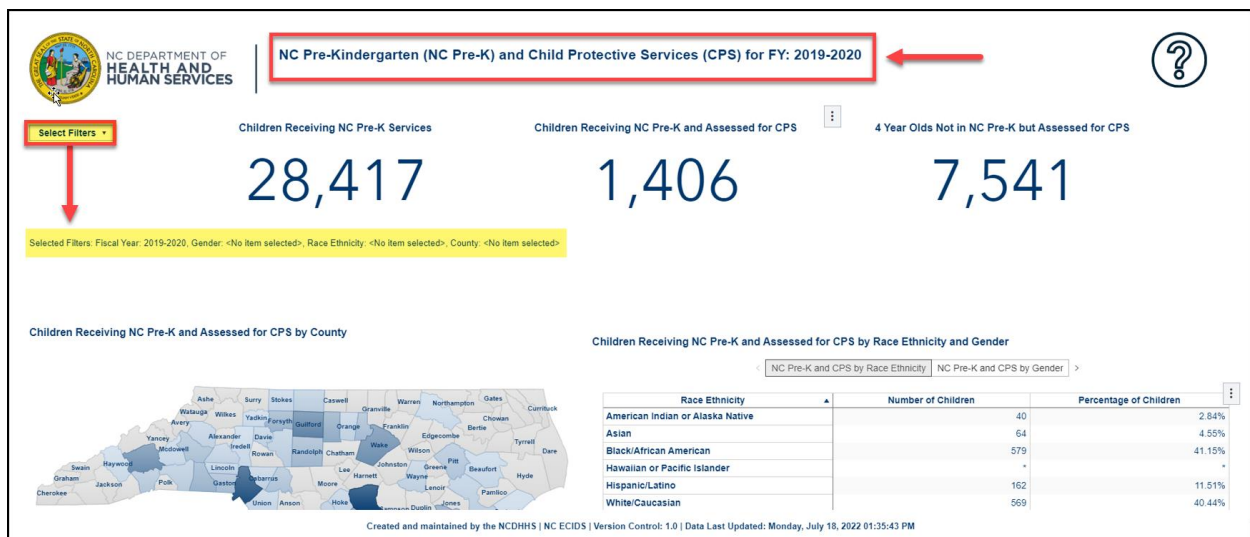 NC DEPARTMENT OF
HEALTH AND
HUMAN SERVICES
NC Pre-Kindergarten (NC Pre-K) and Child Protective Services (CPS) for FY: 2019-2020
?
Select Filters
Children Receiving NC Pre-K Services
28,417
Children Receiving NC Pre-K and Assessed for CPS
1,406
4 Year Olds Not in NC Pre-K but Assessed for CPS
7,541
Selected Filters: Fiscal Year: 2019-2020, Gender: <No item selected>, Race Ethnicity: <No item selected>, County: <No item selected>
Children Receiving NC Pre-K and Assessed for CPS by County
Ashe Surry Stokes Caswell Warren Northampton Gates
Granville Currituck
Watauga Wilkes Yadkin Forsyth Guilford Orange Franklin Bertie Chowan
Avery
Yancey Alexander Davie Edgecombe Tyrrell
Mcdowell Iredell Rowan Randolph Chatham Wake Wilson Dare
Swain Haywood Lincoln Lee Johnston Greene Pitt Beaufort
Graham Jackson Polk Gaston Cabarrus Moore Harnett Wayne Lenoir Hyde
Cherokee Pamlico
Union Anson Hoke Sampson Duplin Jones
Children Receiving NC Pre-K and Assessed for CPS by Race Ethnicity and Gender
NC Pre-K and CPS by Race Ethnicity NC Pre-K and CPS by Gender
Race Ethnicity Number of Children Percentage of Children
American Indian or Alaska Native 40 2.84%
Asian 64 4.55%
Black/African American 579 41.15%
Hawaiian or Pacific Islander * *
Hispanic/Latino 162 11.51%
White/Caucasian 569 40.44%
Created and maintained by the NCDHHS | NC ECIDS | Version Control: 1.0 | Data Last Updated: Monday, July 18, 2022 01:35:43 PM